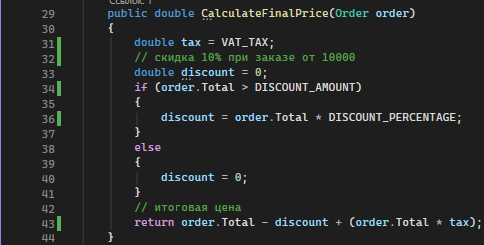 Ссылок: 1
29 public double CalculateFinalPrice(Order order)
30 {
31 double tax = VAT_TAX;
32 // скидка 10% при заказе от 10000
33 double discount = 0;
34 if (order.Total > DISCOUNT_AMOUNT)
35 {
36 discount = order.Total * DISCOUNT_PERCENTAGE;
37 }
38 else
39 {
40 discount = 0;
41 }
42 // итоговая цена
43 return order.Total - discount + (order.Total * tax);
44 }